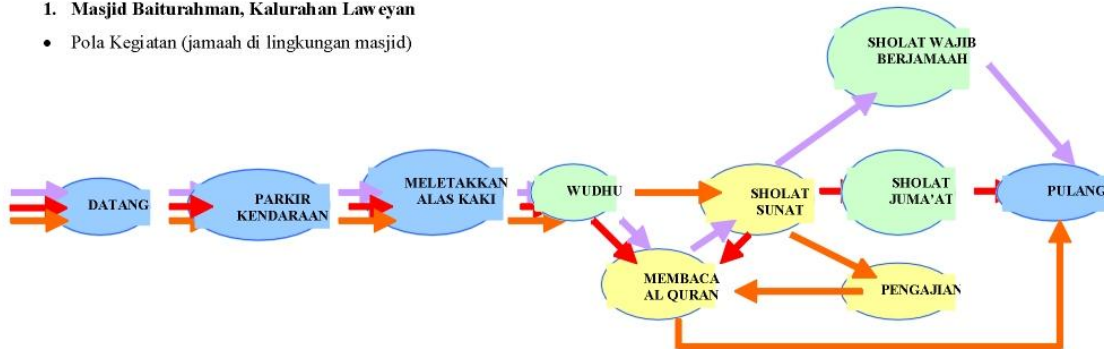 1. Masjid Baiturahman, Kalurahan Laweyan
• Pola Kegiatan (jamaah di lingkungan masjid)
SHOLAT WAJIB
BERJAMAAH
DATANG
PARKIR
KENDARAAN
MELETAKKAN
ALAS KAKI
WUDHU
SHOLAT
SUNAT
SHOLAT
JUMA'AT
PULANG
MEMBACA
AL QURAN
PENGAJIAN